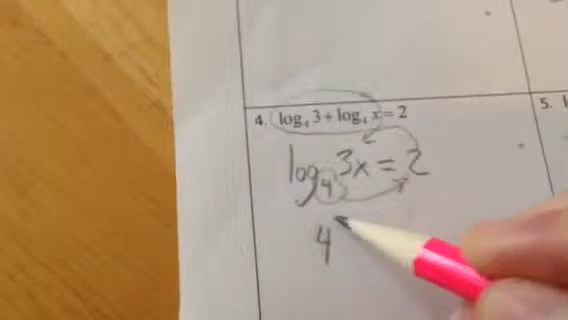 4. log₄ 3 + log₄ x = 2
5.
log₄ 3x = 2
4